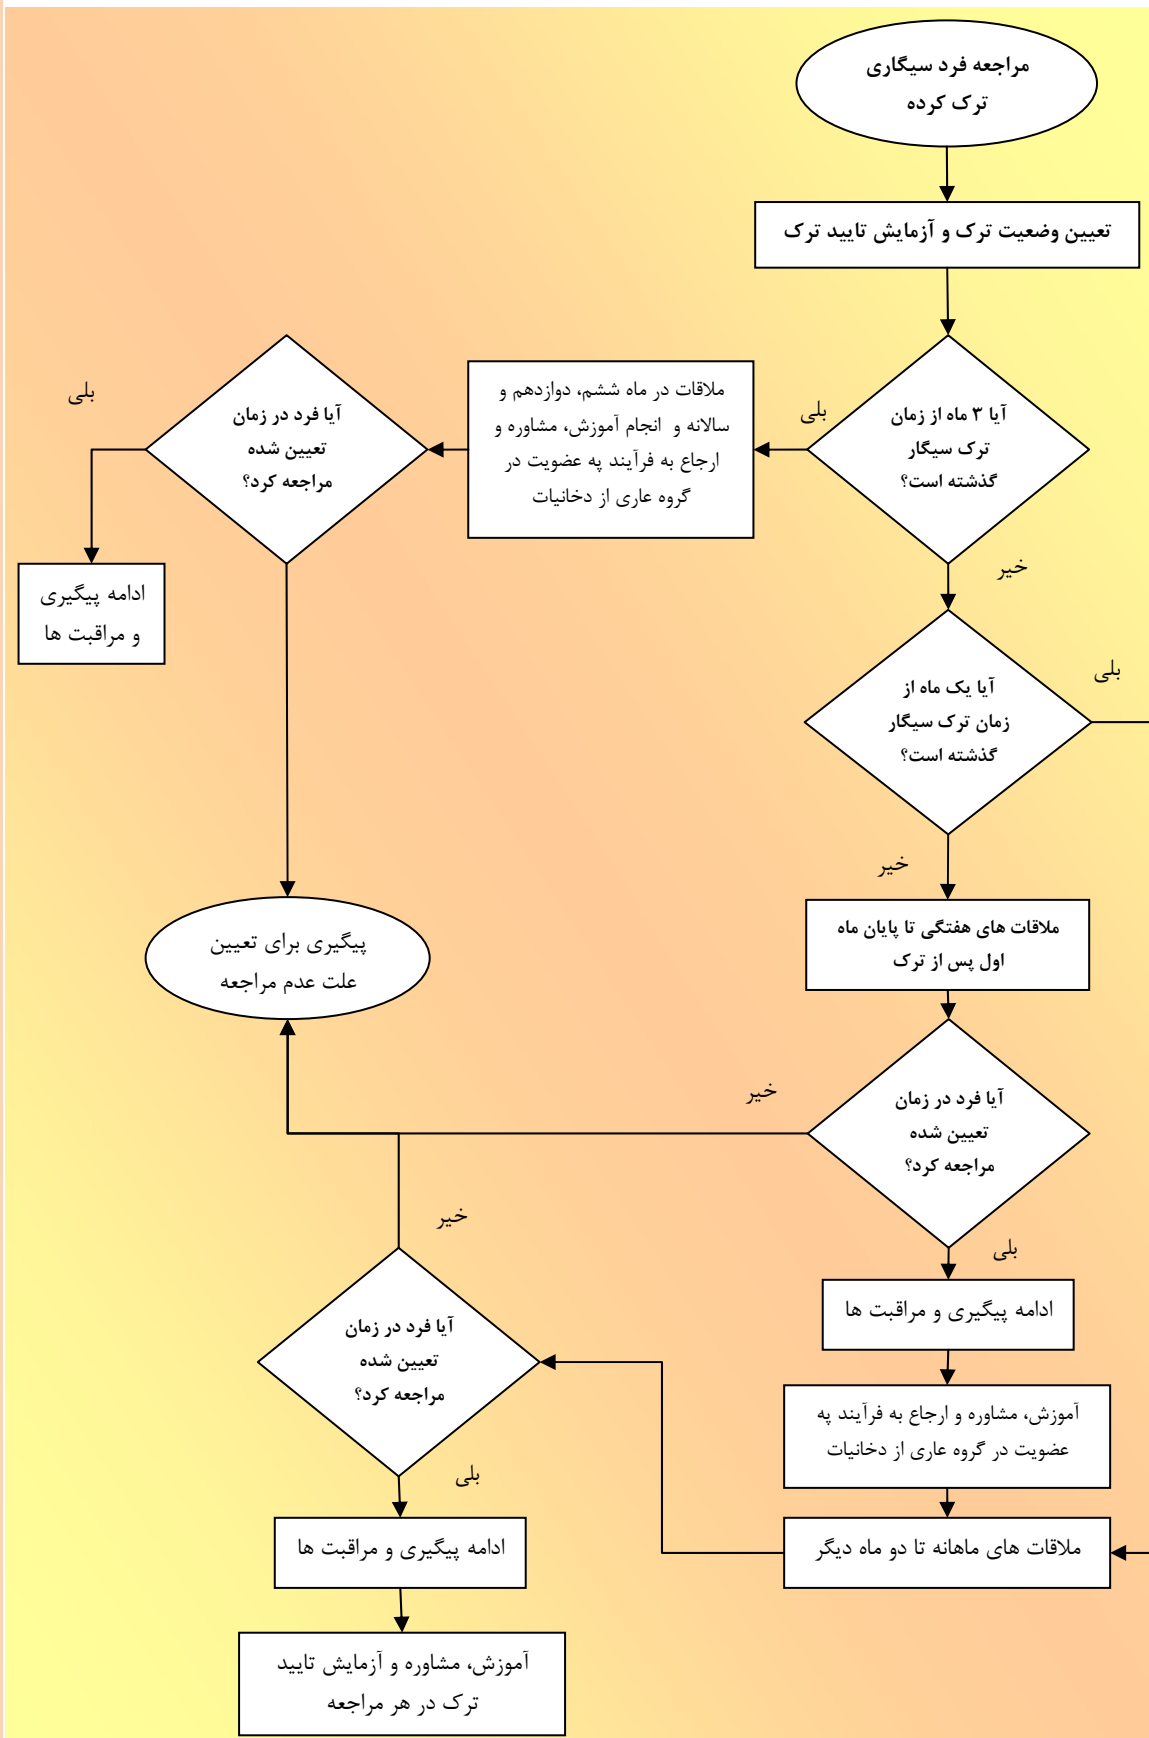 مراجعه فرد سیگاری
ترک کرده
تعیین وضعیت ترک و آزمایش تایید ترک
آیا ۳ ماه از زمان
ترک سیگار
گذشته است؟
بلی
ملاقات در ماه ششم، دوازدهم و
سالانه و انجام آموزش، مشاوره و
ارجاع به فرآیند په عضویت در
گروه عاری از دخانیات
آیا فرد در زمان
تعیین شده
مراجعه کرد؟
بلی
ادامه پیگیری
و مراقبت ها
خیر
آیا یک ماه از
زمان ترک سیگار
گذشته است؟
بلی
خیر
ملاقات های هفتگی تا پایان ماه
اول پس از ترک
پیگیری برای تعیین
علت عدم مراجعه
آیا فرد در زمان
تعیین شده
مراجعه کرد؟
خیر
بلی
ادامه پیگیری و مراقبت ها
آموزش، مشاوره و ارجاع به فرآیند په
عضویت در گروه عاری از دخانیات
ملاقات های ماهانه تا دو ماه دیگر
خیر
آیا فرد در زمان
تعیین شده
مراجعه کرد؟
بلی
ادامه پیگیری و مراقبت ها
آموزش، مشاوره و آزمایش تایید
ترک در هر مراجعه